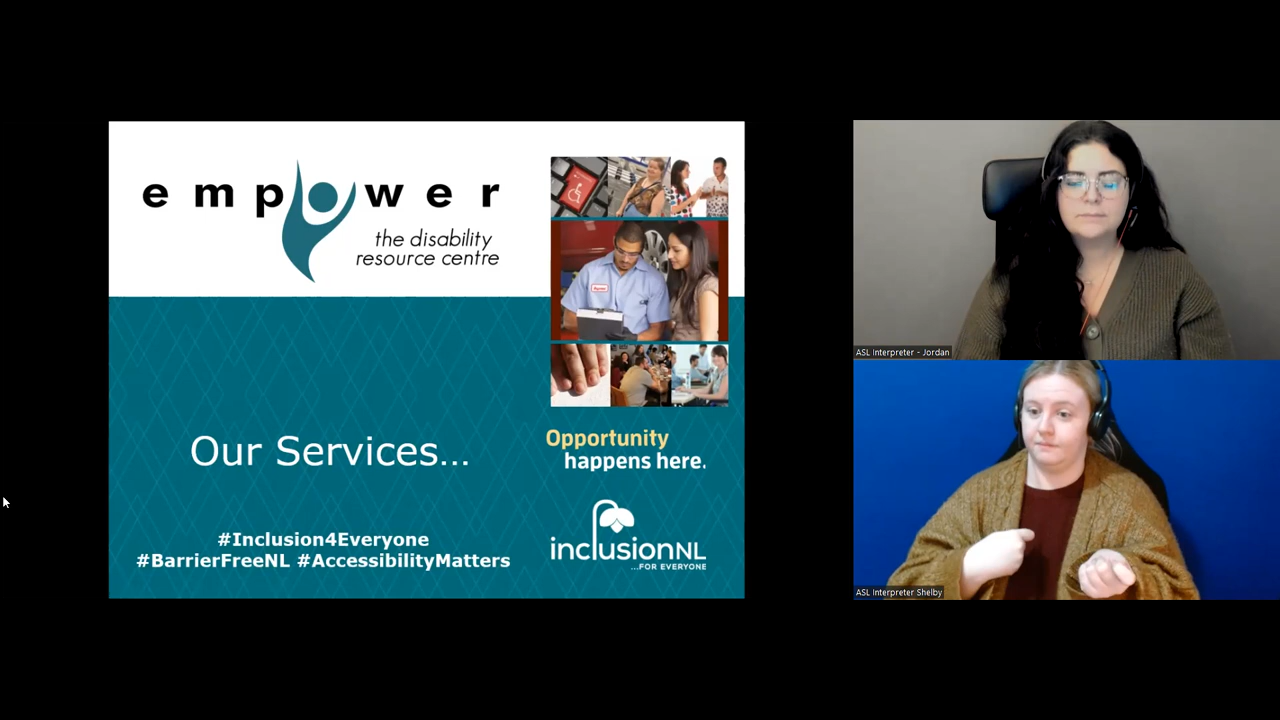 empower
the disability
resource centre
Our Services...
#Inclusion4Everyone
#BarrierFreeNL #AccessibilityMatters
Opportunity
happens here.
inclusionNL
...FOR EVERYONE
ASL Interpreter - Jordan
ASL Interpreter Shelby